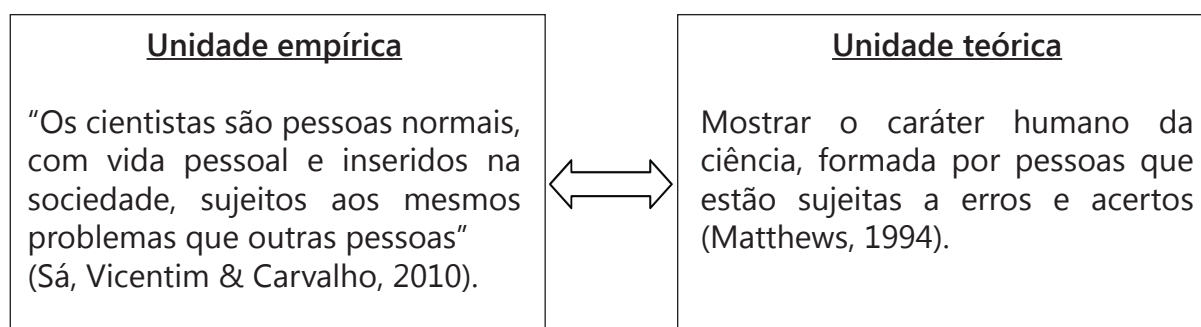 Unidade empírica
“Os cientistas são pessoas normais,
com vida pessoal e inseridos na
sociedade, sujeitos aos mesmos
problemas que outras pessoas”
(Sá, Vicentim & Carvalho, 2010).
Unidade teórica
Mostrar o caráter humano da
ciência, formada por pessoas que
estão sujeitas a erros e acertos
(Matthews, 1994).